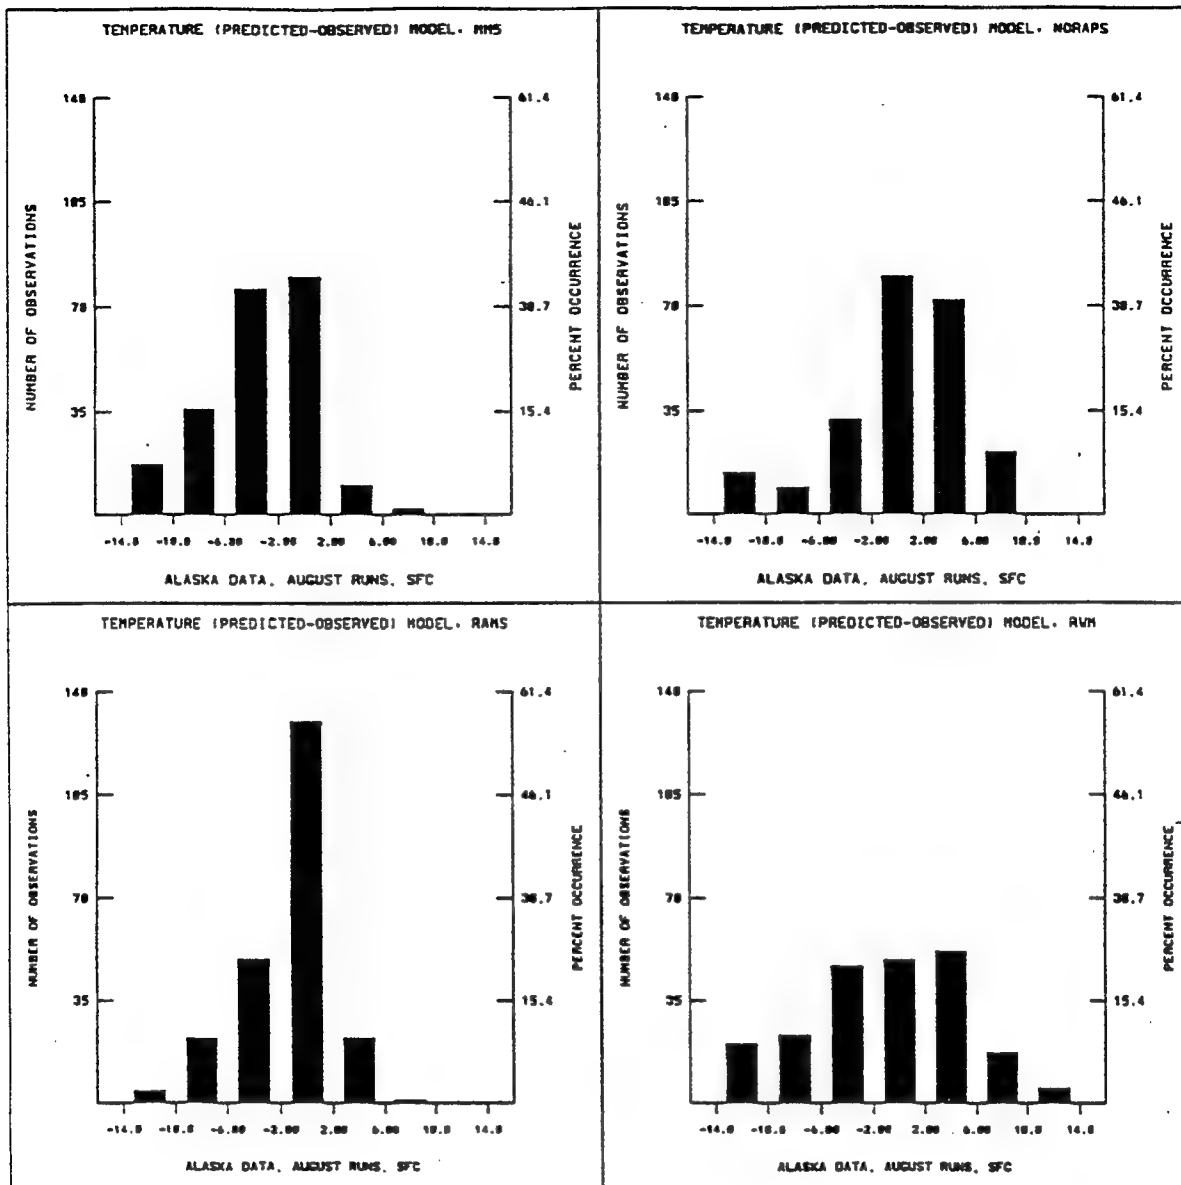 TEMPERATURE (PREDICTED-OBSERVED) MODEL. MM5
NUMBER OF OBSERVATIONS
140
105
70
35
61.4
46.1
30.7
15.4
PERCENT OCCURRENCE
-14.0 -10.0 -6.00 -2.00 2.00 6.00 10.0 14.0
ALASKA DATA, AUGUST RUNS, SFC
TEMPERATURE (PREDICTED-OBSERVED) MODEL. NORAPS
NUMBER OF OBSERVATIONS
140
105
70
35
61.4
46.1
30.7
15.4
PERCENT OCCURRENCE
-14.0 -10.0 -6.00 -2.00 2.00 6.00 10.0 14.0
ALASKA DATA, AUGUST RUNS, SFC
TEMPERATURE (PREDICTED-OBSERVED) MODEL. RAMS
NUMBER OF OBSERVATIONS
140
105
70
35
61.4
46.1
30.7
15.4
PERCENT OCCURRENCE
-14.0 -10.0 -6.00 -2.00 2.00 6.00 10.0 14.0
ALASKA DATA, AUGUST RUNS, SFC
TEMPERATURE (PREDICTED-OBSERVED) MODEL. RWM
NUMBER OF OBSERVATIONS
140
105
70
35
61.4
46.1
30.7
15.4
PERCENT OCCURRENCE
-14.0 -10.0 -6.00 -2.00 2.00 6.00 10.0 14.0
ALASKA DATA, AUGUST RUNS, SFC